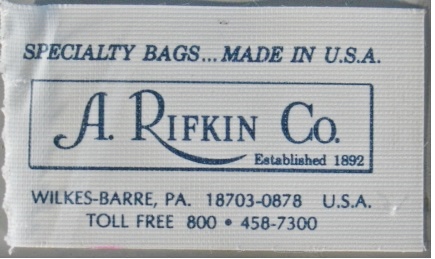 SPECIALTY BAGS... MADE IN U.S.A.
A. RIFKIN CO.
Established 1892
WILKES-BARRE, PA. 18703-0878 U.S.A.
TOLL FREE 800 • 458-7300